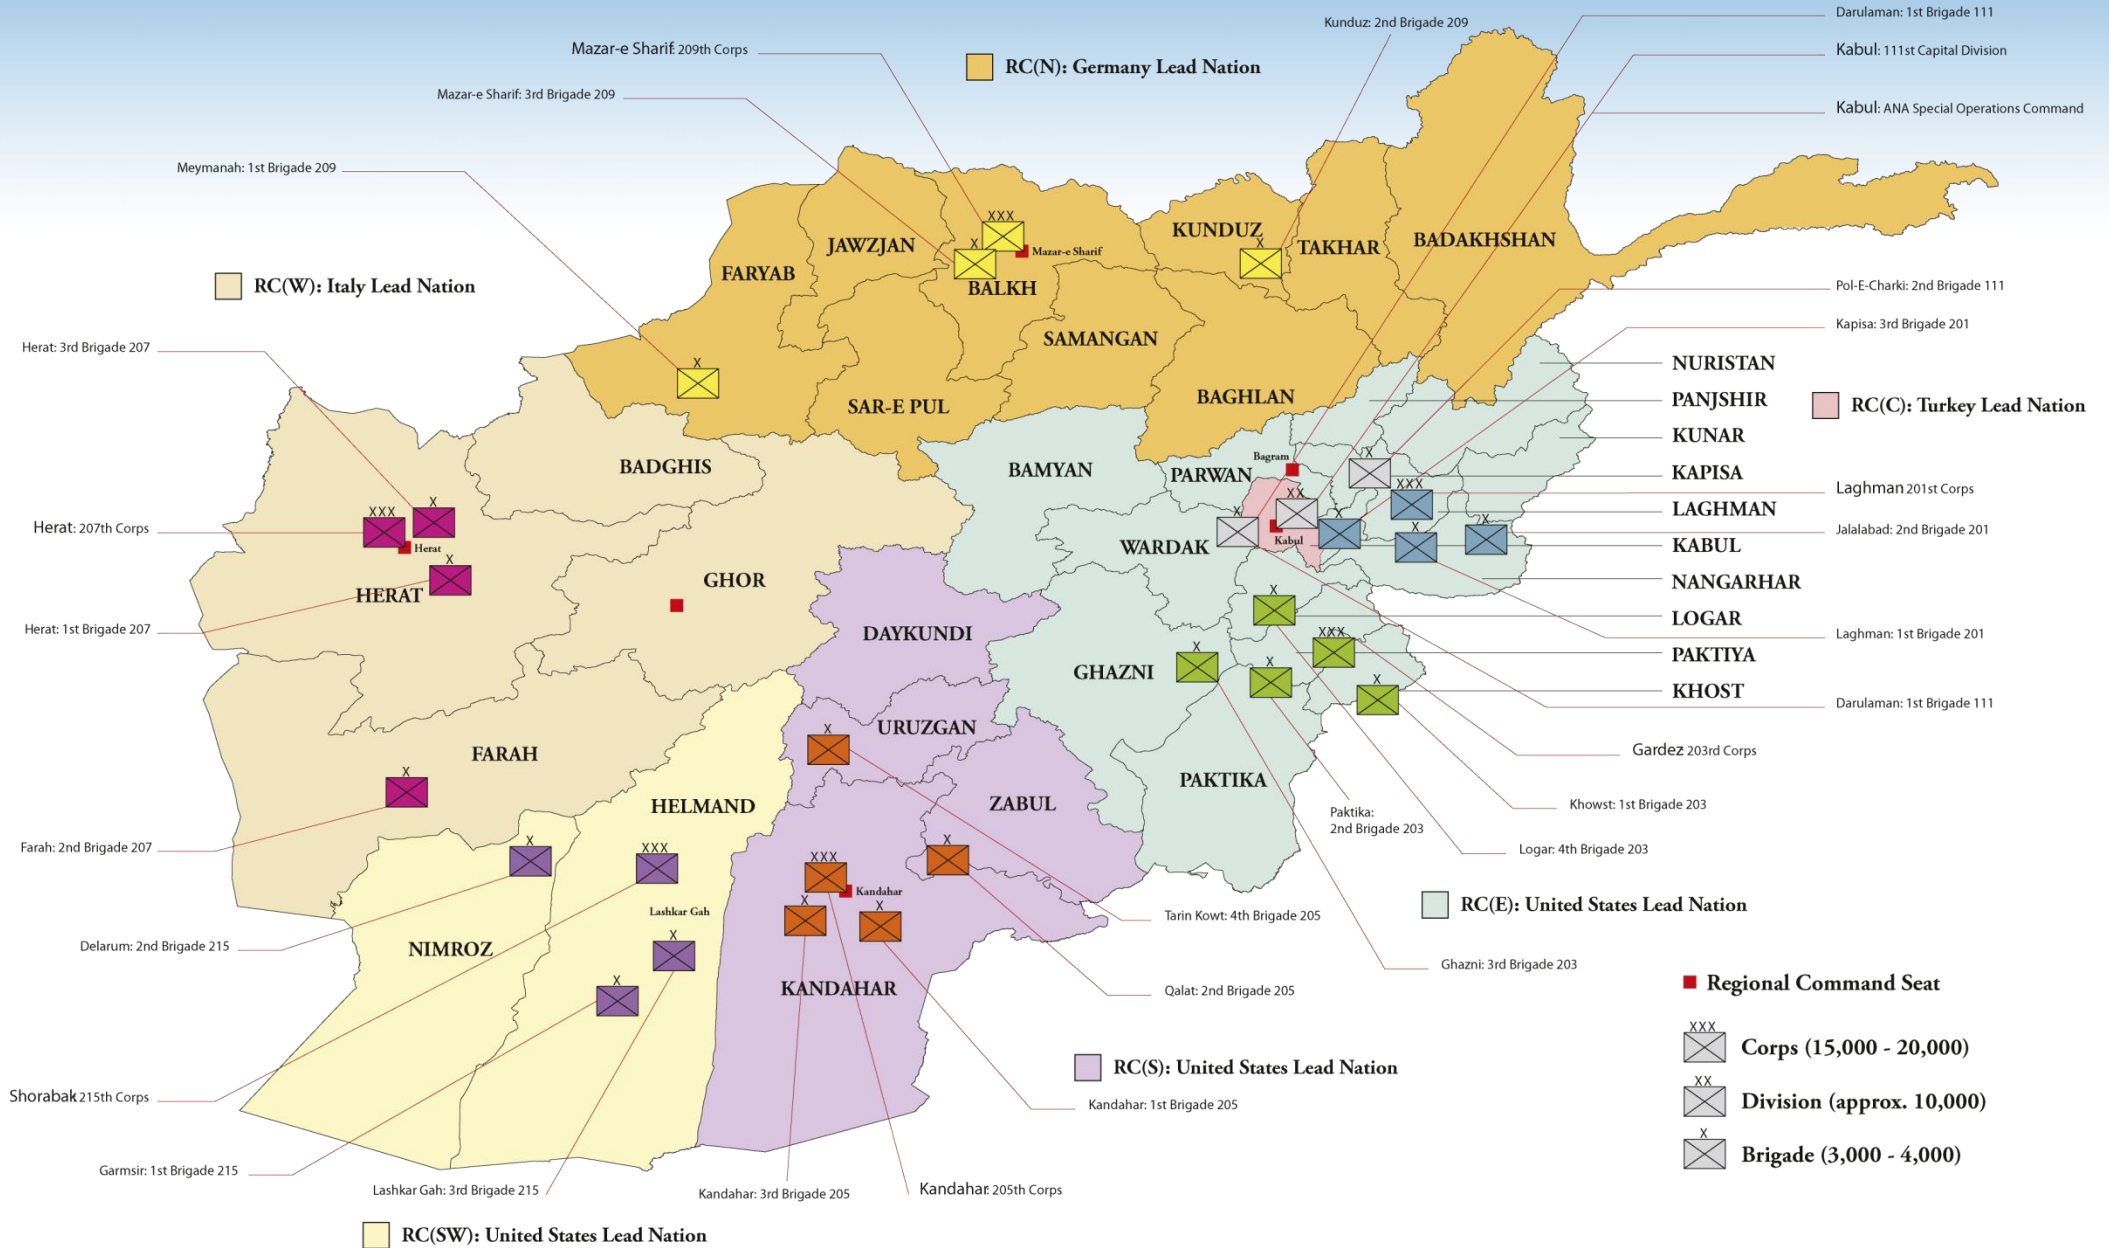 Darulaman: 1st Brigade 111
Kunduz: 2nd Brigade 209
Mazar-e Sharif: 209th Corps
Kabul: 111st Capital Division
RC(N): Germany Lead Nation
Mazar-e Sharif: 3rd Brigade 209
Kabul: ANA Special Operations Command
Meymanah: 1st Brigade 209
XXX
KUNDUZ
JAWZJAN
X
X
TAKHAR
BADAKHSHAN
Mazar-e Sharif
FARYAB
RC(W): Italy Lead Nation
BALKH
Pol-E-Charki: 2nd Brigade 111
Kapisa: 3rd Brigade 201
SAMANGAN
Herat: 3rd Brigade 207
X
NURISTAN
BAGHLAN
PANJSHIR
RC(C): Turkey Lead Nation
SAR-E PUL
KUNAR
Bagram
X
BADGHIS
BAMYAN
PARWAN
KAPISA
XXX
Laghman 201st Corps
XX
X
XXX
X
X
X
X
LAGHMAN
Herat: 207th Corps
Jalalabad: 2nd Brigade 201
Kabul
WARDAK
KABUL
Herat
X
GHOR
NANGARHAR
HERAT
X
LOGAR
Herat: 1st Brigade 207
DAYKUNDI
XXX
Laghman: 1st Brigade 201
X
X
PAKTIYA
GHAZNI
X
KHOST
Darulaman: 1st Brigade 111
URUZGAN
X
FARAH
Gardez 203rd Corps
X
PAKTIKA
HELMAND
ZABUL
Khowst: 1st Brigade 203
Paktika:
2nd Brigade 203
X
XXX
X
Farah: 2nd Brigade 207
Logar: 4th Brigade 203
XXX
Kandahar
X
X
RC(E): United States Lead Nation
Lashkar Gah
Tarin Kowt: 4th Brigade 205
X
Delarum: 2nd Brigade 215
NIMROZ
Ghazni: 3rd Brigade 203
X
KANDAHAR
Qalat: 2nd Brigade 205
Regional Command Seat
XXX
Corps (15,000 - 20,000)
RC(S): United States Lead Nation
XX
Division (approx. 10,000)
Shorabak 215th Corps
Kandahar: 1st Brigade 205
X
Brigade (3,000 - 4,000)
Garmsir: 1st Brigade 215
Lashkar Gah: 3rd Brigade 215
Kandahar: 3rd Brigade 205
Kandahar: 205th Corps
RC(SW): United States Lead Nation